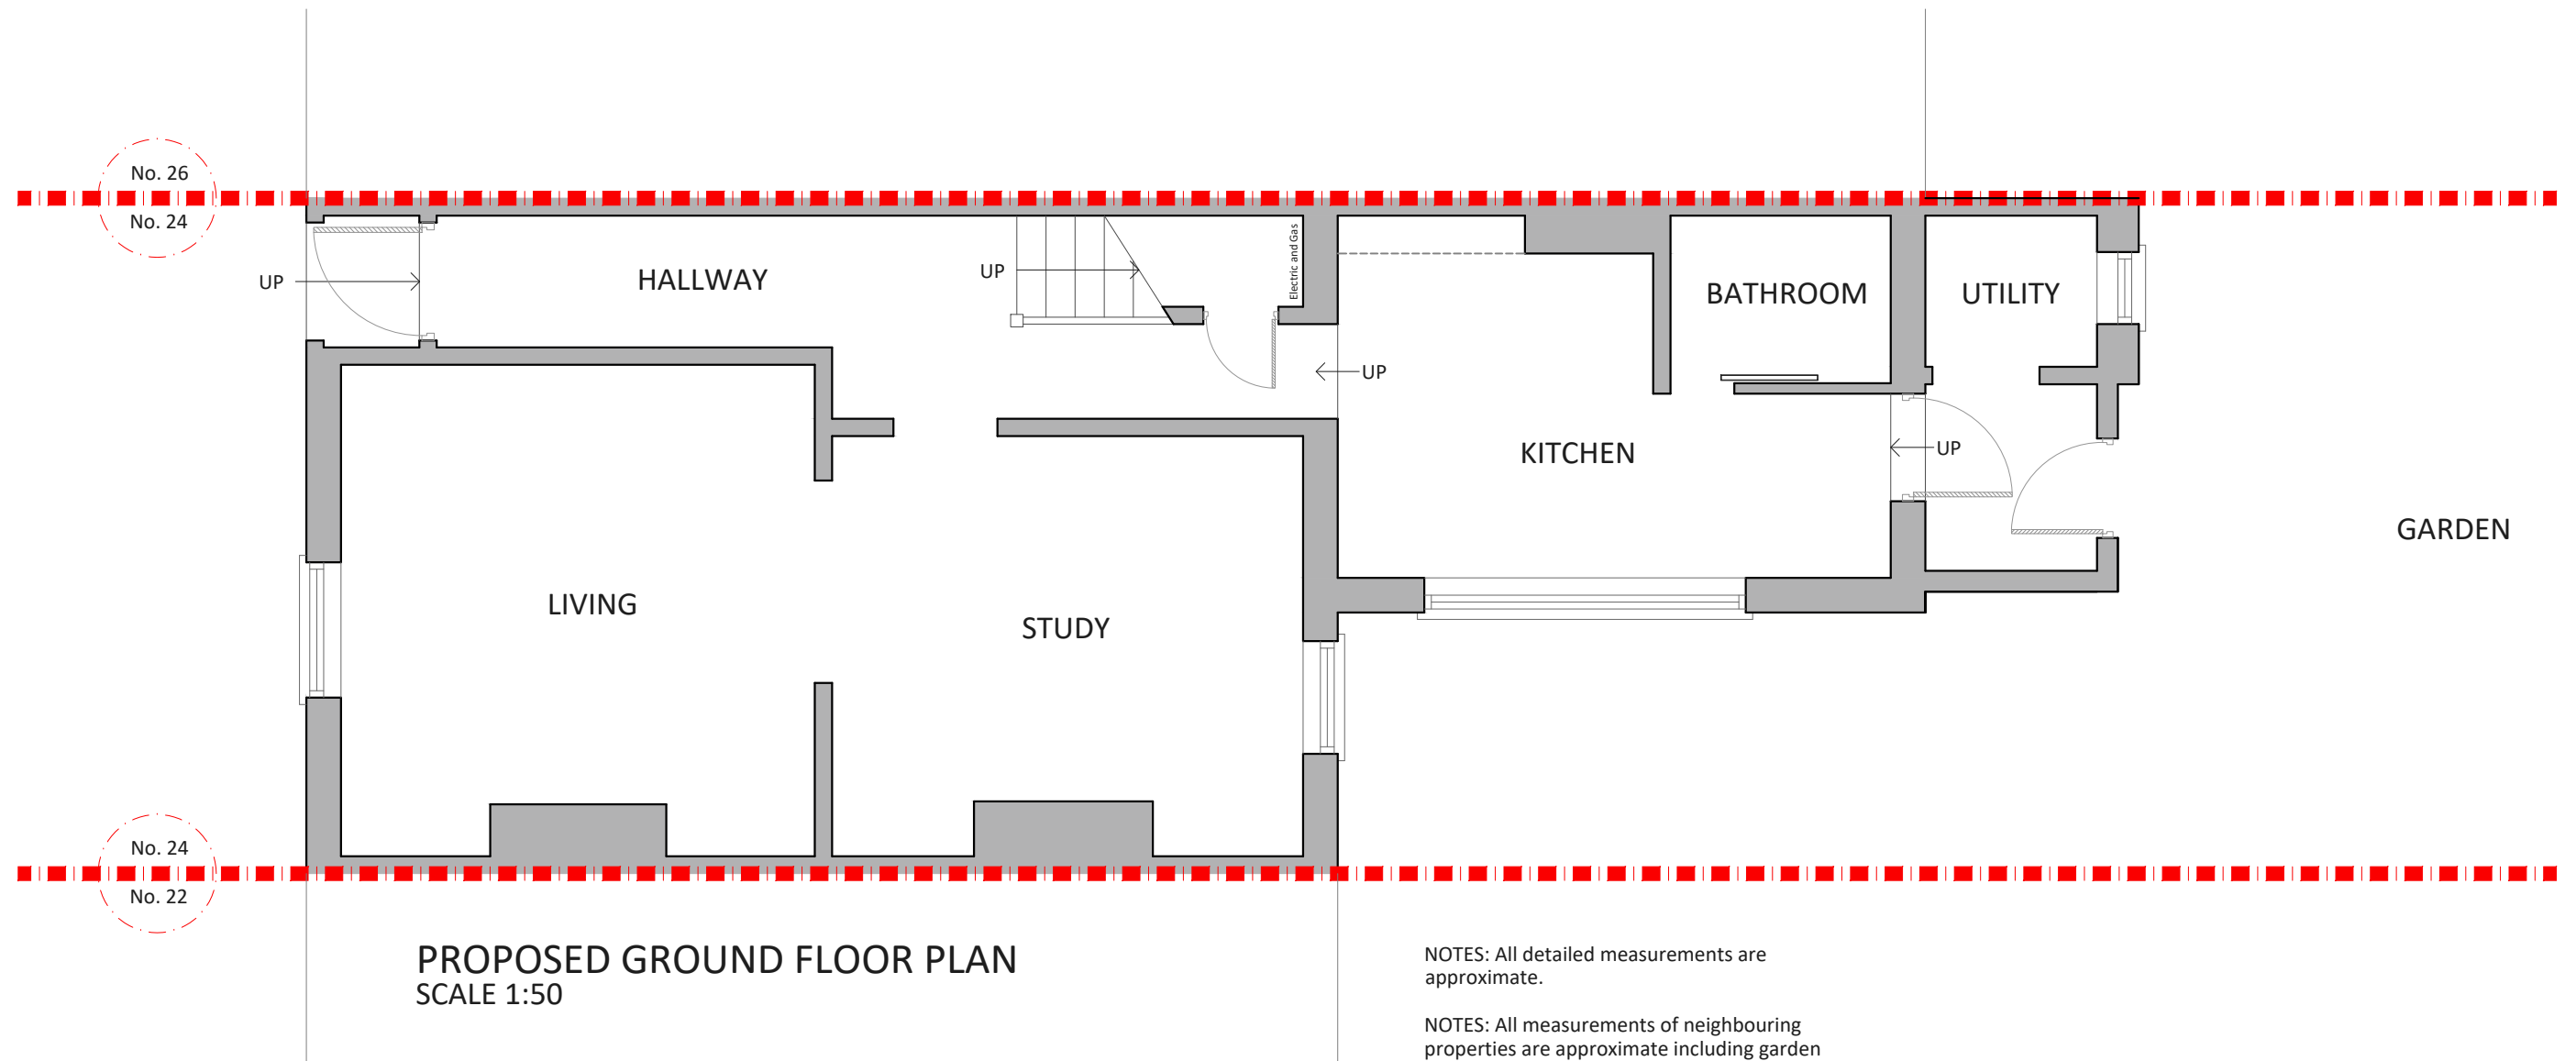 No. 26
No. 24
UP
HALLWAY
UP
Electric and Gas
UP
BATHROOM
UTILITY
KITCHEN
UP
GARDEN
LIVING
STUDY
No. 24
No. 22
PROPOSED GROUND FLOOR PLAN
SCALE 1:50
NOTES: All detailed measurements are
approximate.
NOTES: All measurements of neighbouring
properties are approximate including garden